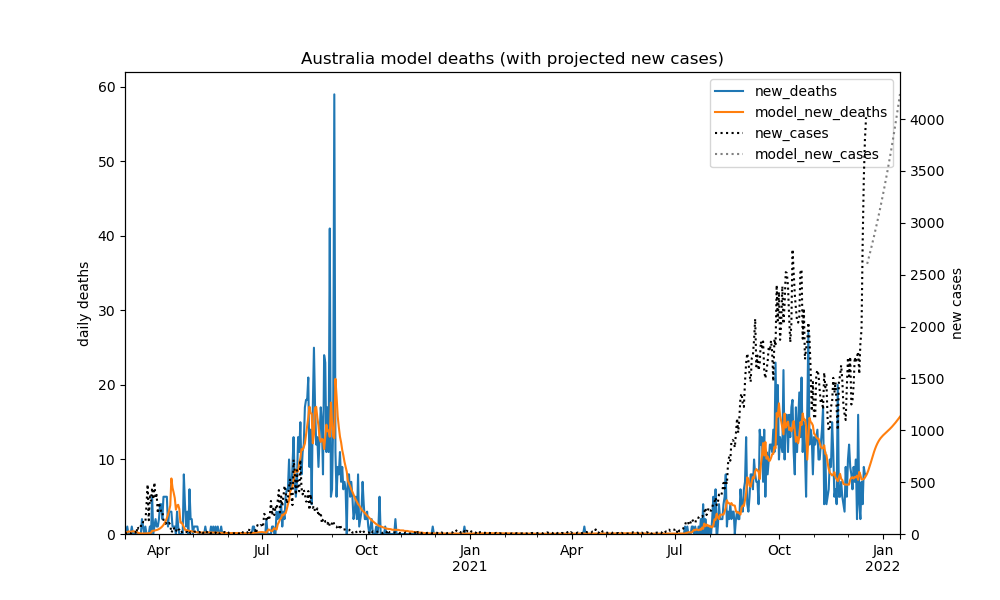 Australia model deaths (with projected new cases)
new_deaths
model_new_deaths
new_cases
model_new_cases
daily deaths
new cases
60
50
40
30
20
10
0
4000
3500
3000
2500
2000
1500
1000
500
0
Apr Jul Oct Jan Apr Jul Oct Jan
2021 2022